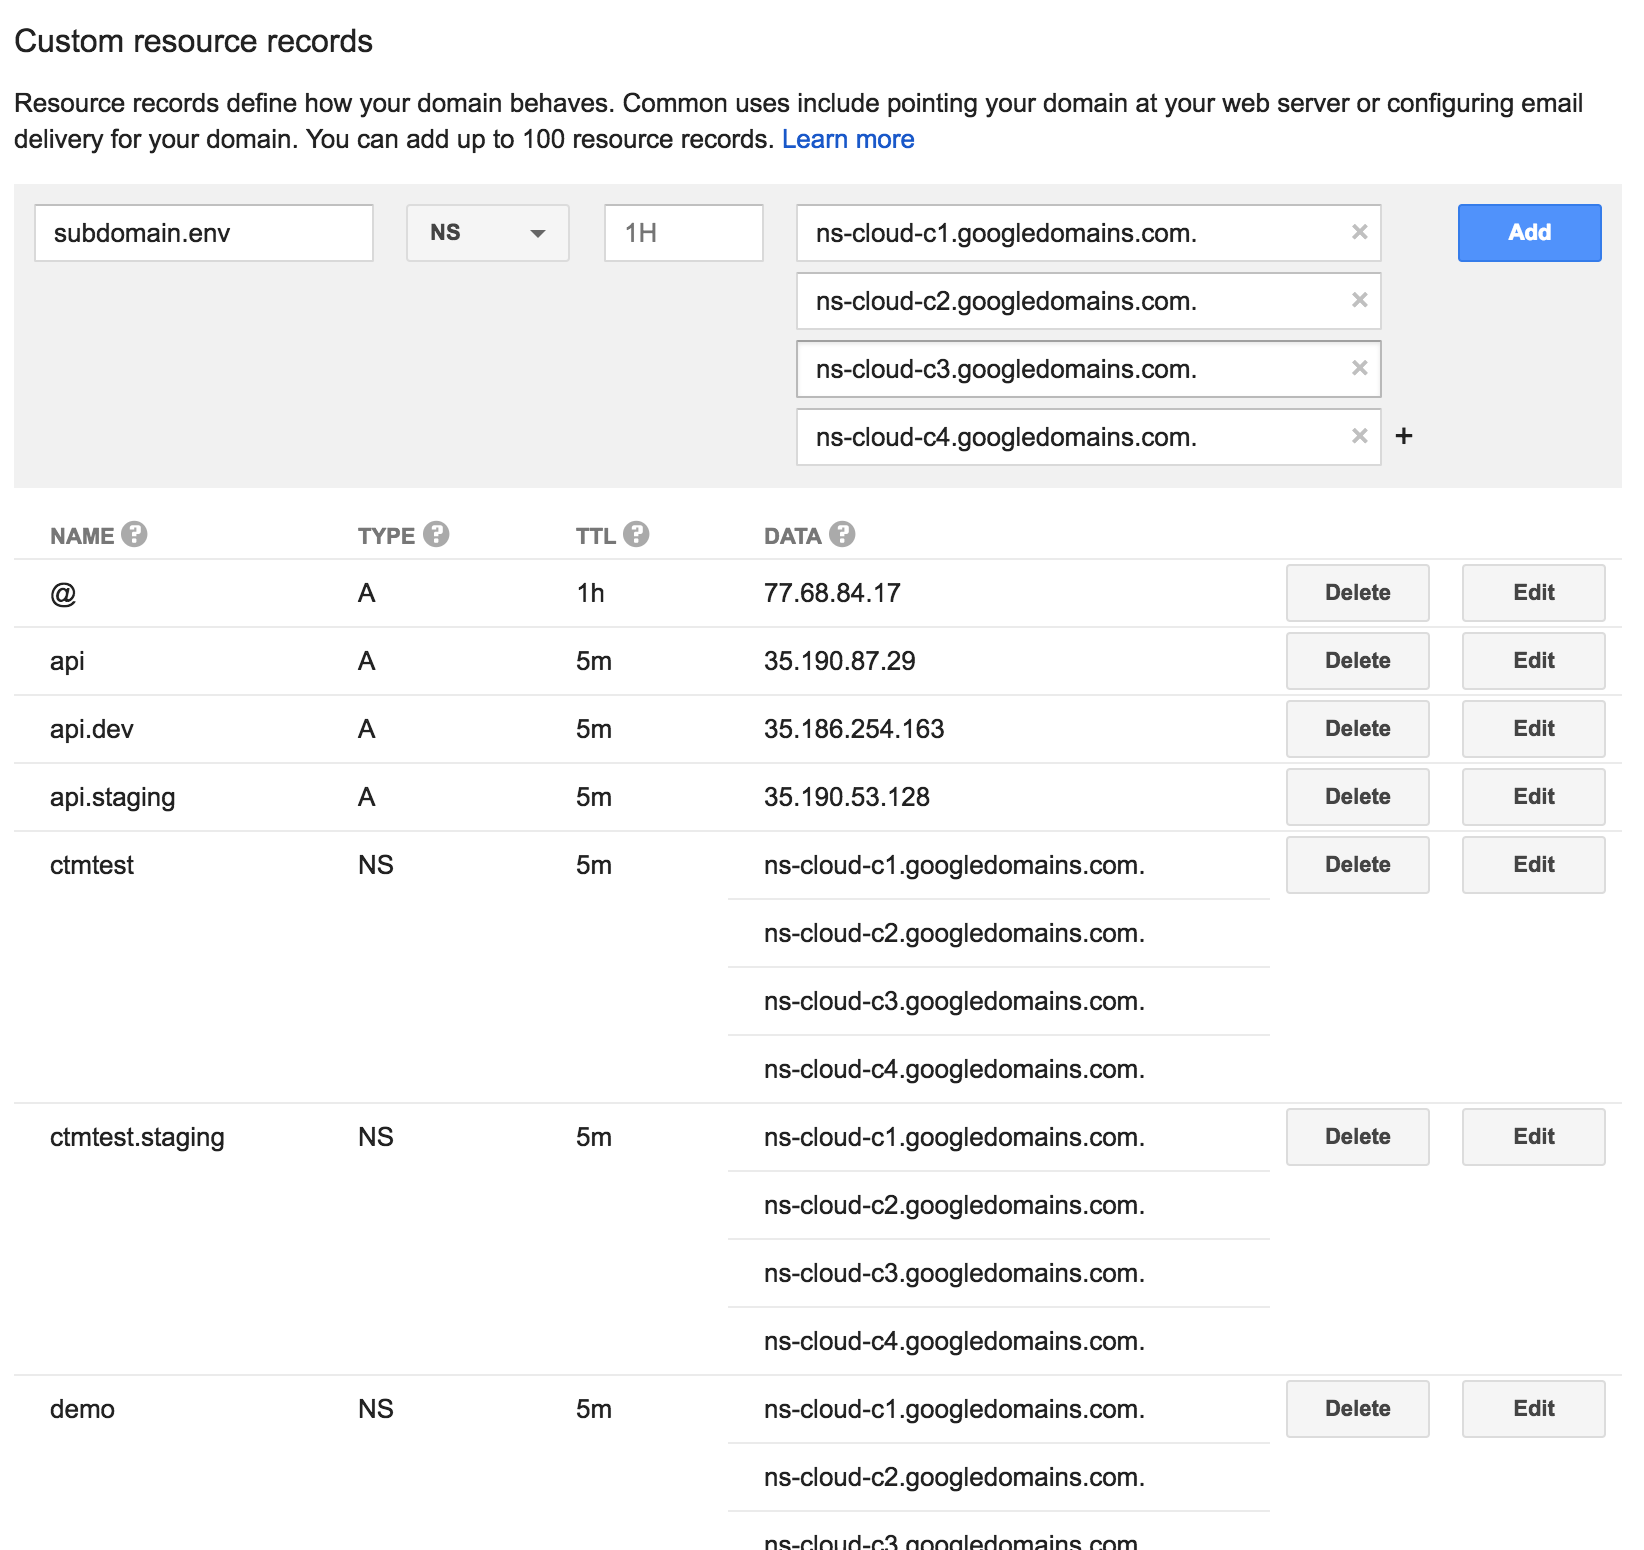 Custom resource records
Resource records define how your domain behaves. Common uses include pointing your domain at your web server or configuring email
delivery for your domain. You can add up to 100 resource records. Learn more
subdomain.env NS 1H ns-cloud-c1.googledomains.com. × Add
ns-cloud-c2.googledomains.com. ×
ns-cloud-c3.googledomains.com. ×
ns-cloud-c4.googledomains.com. × +
NAME ? TYPE ? TTL ? DATA ?
@ A 1h 77.68.84.17 Delete Edit
api A 5m 35.190.87.29 Delete Edit
api.dev A 5m 35.186.254.163 Delete Edit
api.staging A 5m 35.190.53.128 Delete Edit
ctmtest NS 5m ns-cloud-c1.googledomains.com. Delete Edit
ns-cloud-c2.googledomains.com.
ns-cloud-c3.googledomains.com.
ns-cloud-c4.googledomains.com.
ctmtest.staging NS 5m ns-cloud-c1.googledomains.com. Delete Edit
ns-cloud-c2.googledomains.com.
ns-cloud-c3.googledomains.com.
ns-cloud-c4.googledomains.com.
demo NS 5m ns-cloud-c1.googledomains.com. Delete Edit
ns-cloud-c2.googledomains.com.
ns-cloud-c3.googledomains.com.